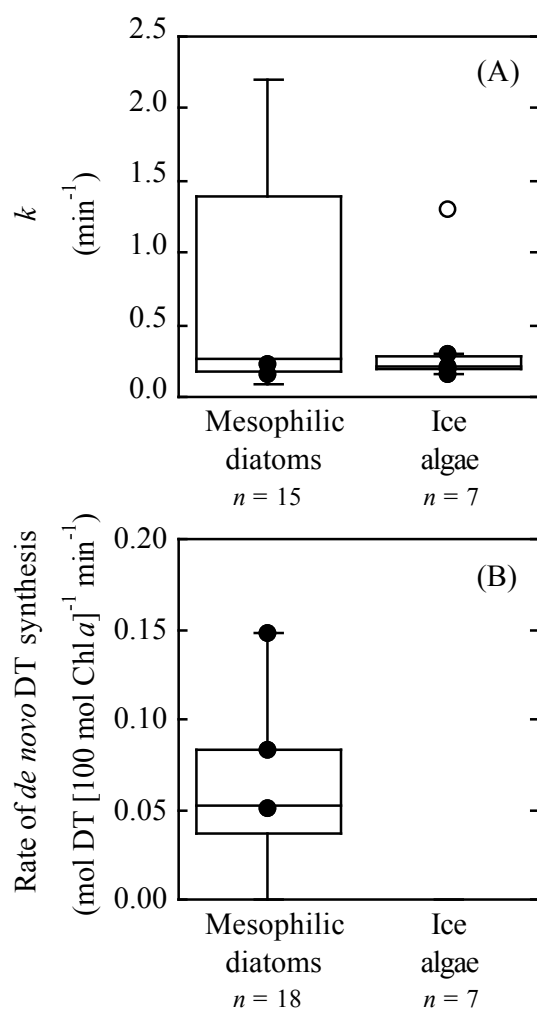 (A)
2.5
2.0
1.5
1.0
0.5
0.0
k
(min⁻¹)
Mesophilic Ice
diatoms algae
n = 15 n = 7
(B)
0.20
0.15
0.10
0.05
0.00
Rate of de novo DT synthesis
(mol DT [100 mol Chl a]⁻¹ min⁻¹)
Mesophilic Ice
diatoms algae
n = 18 n = 7